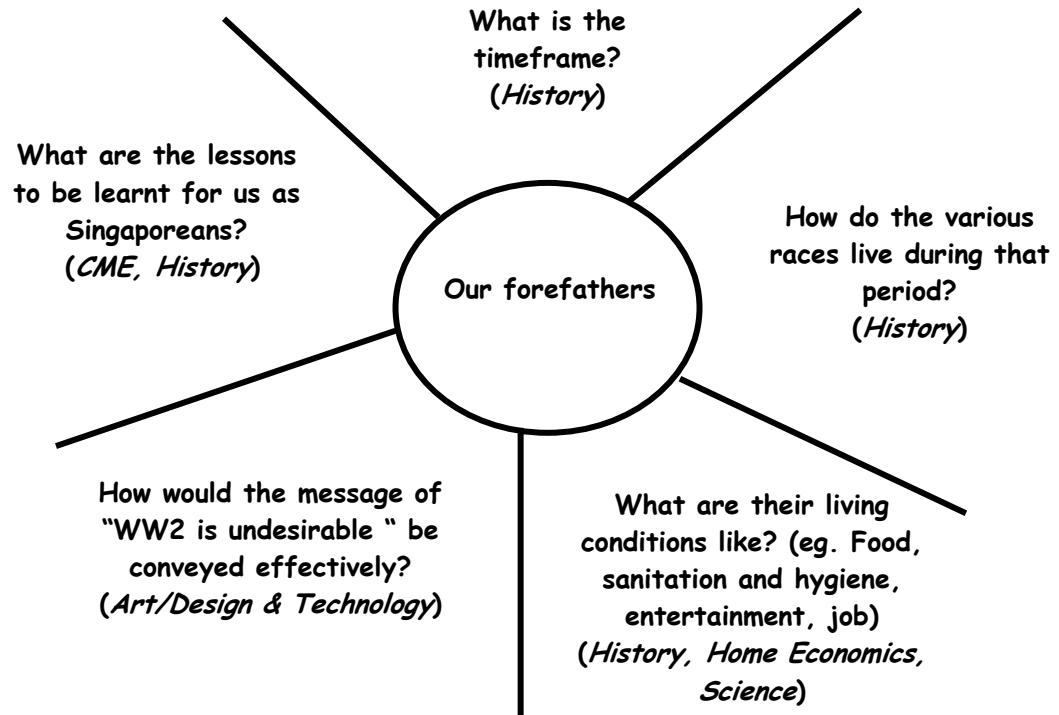 What is the
timeframe?
(History)
What are the lessons
to be learnt for us as
Singaporeans?
(CME, History)
How do the various
races live during that
period?
(History)
Our forefathers
How would the message of
“WW2 is undesirable “ be
conveyed effectively?
(Art/Design & Technology)
What are their living
conditions like? (eg. Food,
sanitation and hygiene,
entertainment, job)
(History, Home Economics,
Science)